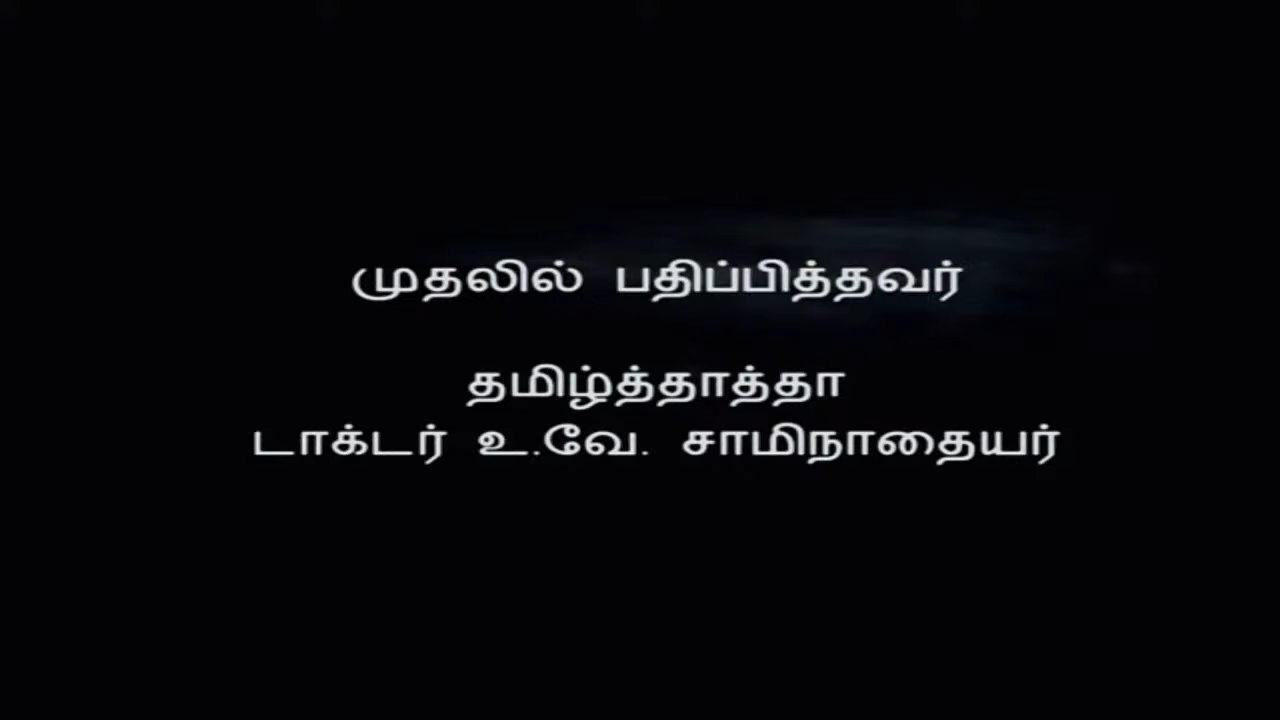 முதலில் பதிப்பித்தவர்
தமிழ்த்தாத்தா
டாக்டர் உ.வே. சாமிநாதையர்